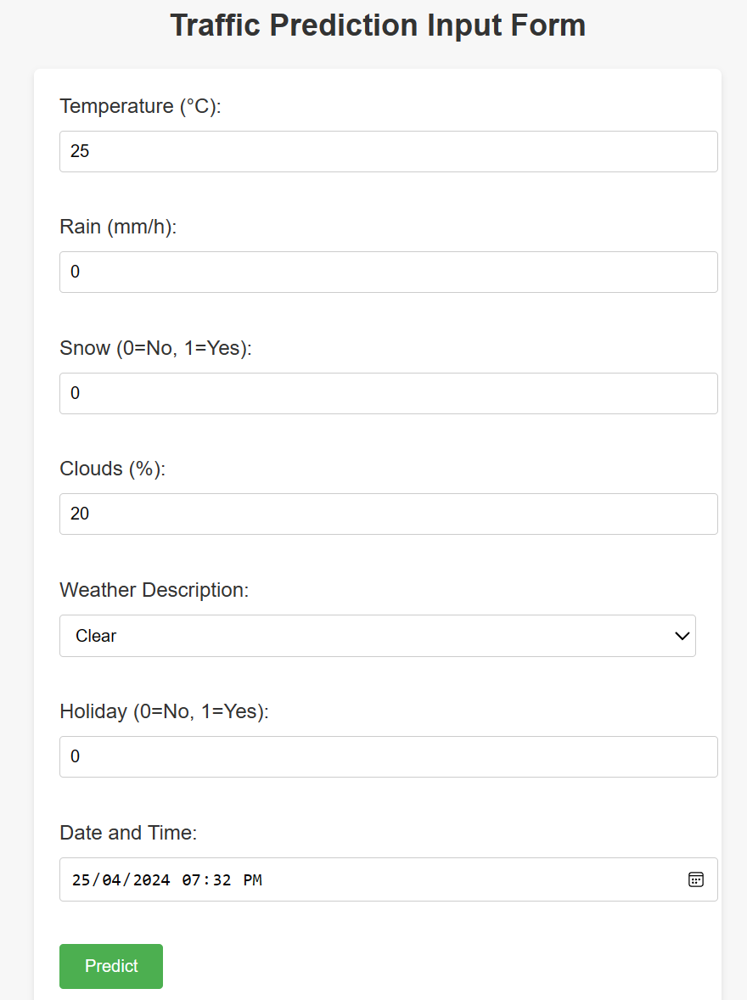 Traffic Prediction Input Form
Temperature (°C):
25
Rain (mm/h):
0
Snow (0=No, 1=Yes):
0
Clouds (%):
20
Weather Description:
Clear
Holiday (0=No, 1=Yes):
0
Date and Time:
25/04/2024 07:32 PM
Predict